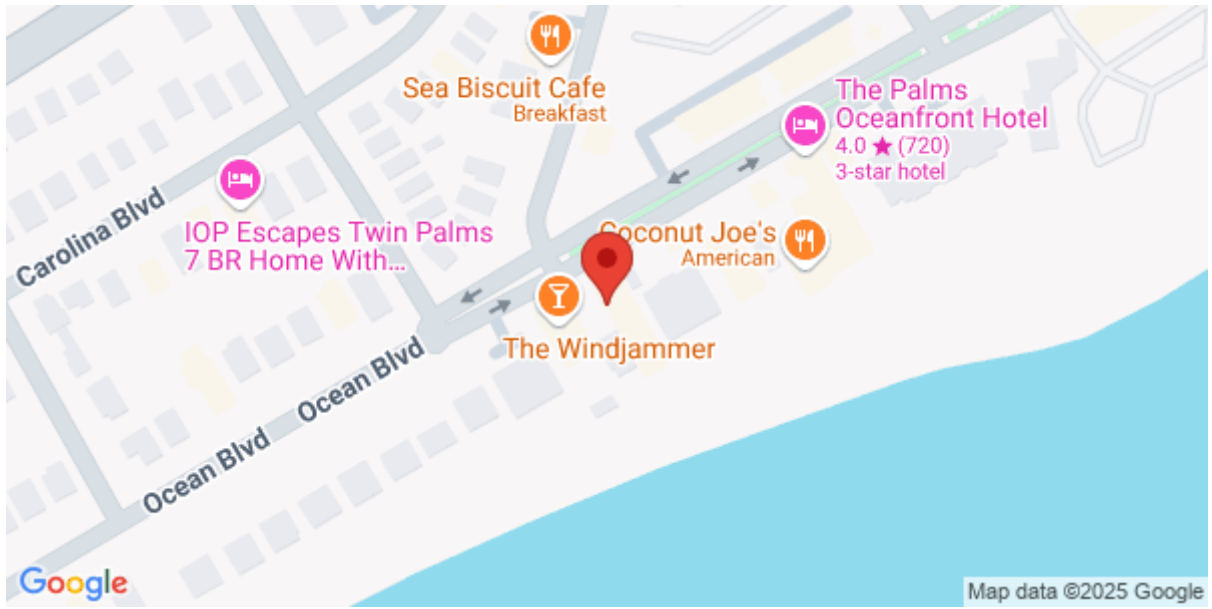 Sea Biscuit Cafe
Breakfast
The Palms
Oceanfront Hotel
4.0 ★ (720)
3-star hotel
Carolina Blvd
IOP Escapes Twin Palms
7 BR Home With...
Coconut Joe's
American
The Windjammer
Ocean Blvd
Ocean Blvd
Google
Map data ©2025 Google